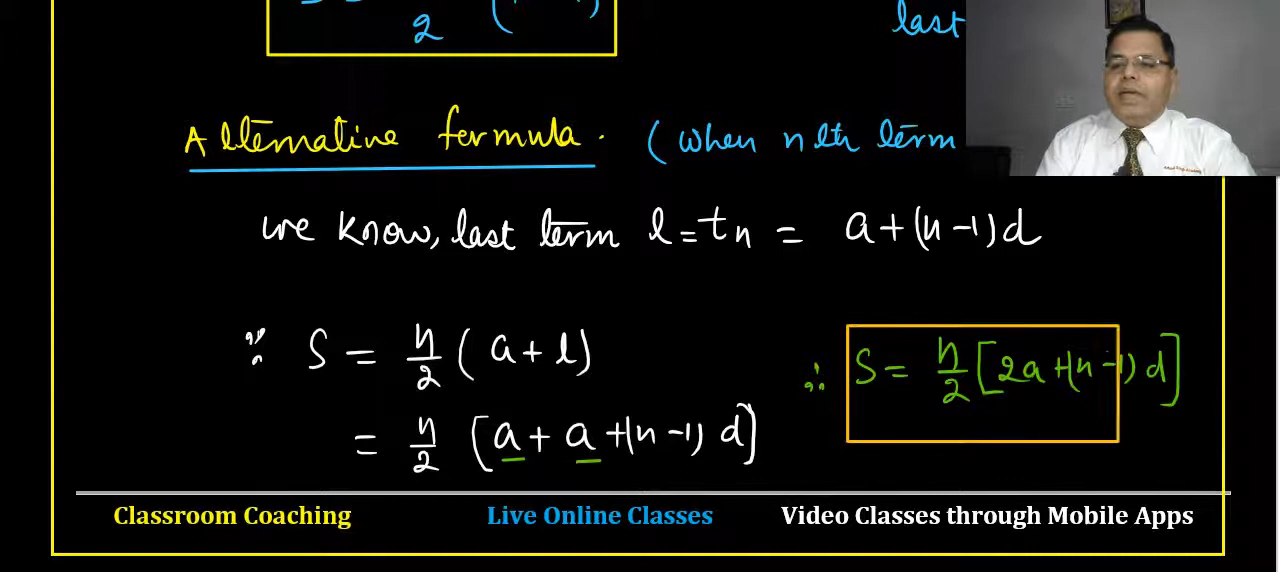 2
last
Alternative formula. (when nth term
we know, last term l = tn = a+(n-1)d
∵ S = n/2 (a+l)
∴ S = n/2 [2a+(n-1)d]
= n/2 [a+a+(n-1)d]
Classroom Coaching Live Online Classes Video Classes through Mobile Apps